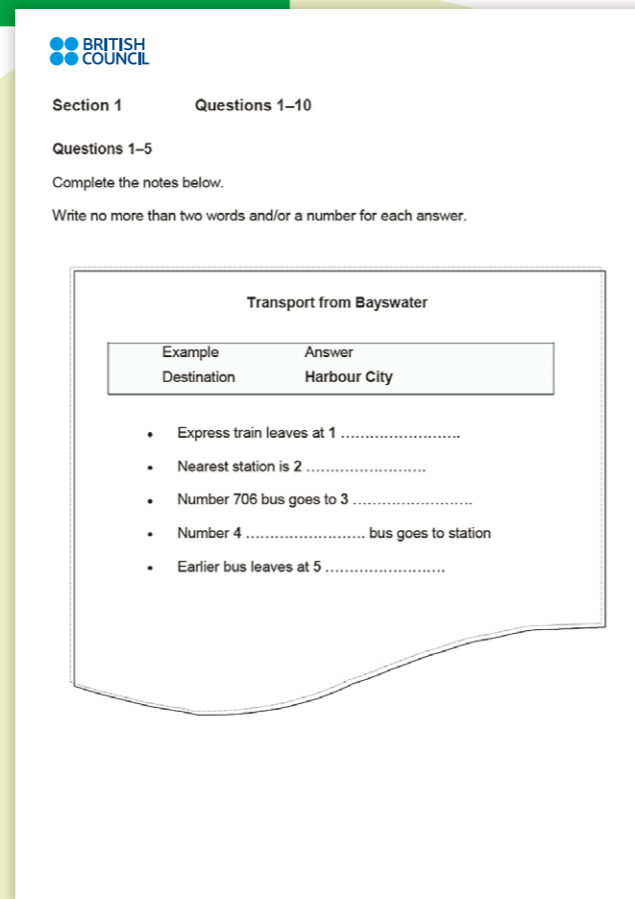 BRITISH
COUNCIL
Section 1 Questions 1–10
Questions 1–5
Complete the notes below.
Write no more than two words and/or a number for each answer.
Transport from Bayswater
Example Answer
Destination Harbour City
• Express train leaves at 1 ............................
• Nearest station is 2 ............................
• Number 706 bus goes to 3 ............................
• Number 4 ............................ bus goes to station
• Earlier bus leaves at 5 ............................